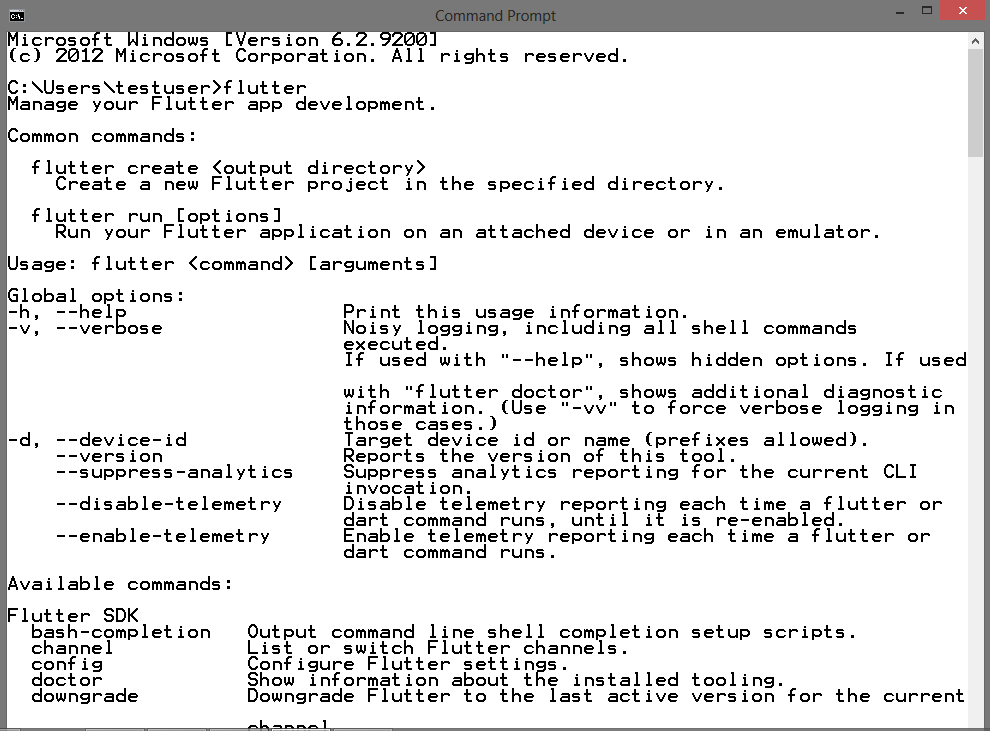 Command Prompt
Microsoft Windows [Version 6.2.9200]
(c) 2012 Microsoft Corporation. All rights reserved.
C:\Users\testuser>flutter
Manage your Flutter app development.
Common commands:
flutter create <output directory>
Create a new Flutter project in the specified directory.
flutter run [options]
Run your Flutter application on an attached device or in an emulator.
Usage: flutter <command> [arguments]
Global options:
-h, --help Print this usage information.
-v, --verbose Noisy logging, including all shell commands
executed.
If used with "--help", shows hidden options. If used
with "flutter doctor", shows additional diagnostic
information. (Use "-vv" to force verbose logging in
those cases.)
-d, --device-id Target device id or name (prefixes allowed).
--version Reports the version of this tool.
--suppress-analytics Suppress analytics reporting for the current CLI
invocation.
--disable-telemetry Disable telemetry reporting each time a flutter or
dart command runs, until it is re-enabled.
--enable-telemetry Enable telemetry reporting each time a flutter or
dart command runs.
Available commands:
Flutter SDK
bash-completion Output command line shell completion setup scripts.
channel List or switch Flutter channels.
config Configure Flutter settings.
doctor Show information about the installed tooling.
downgrade Downgrade Flutter to the last active version for the current
channel